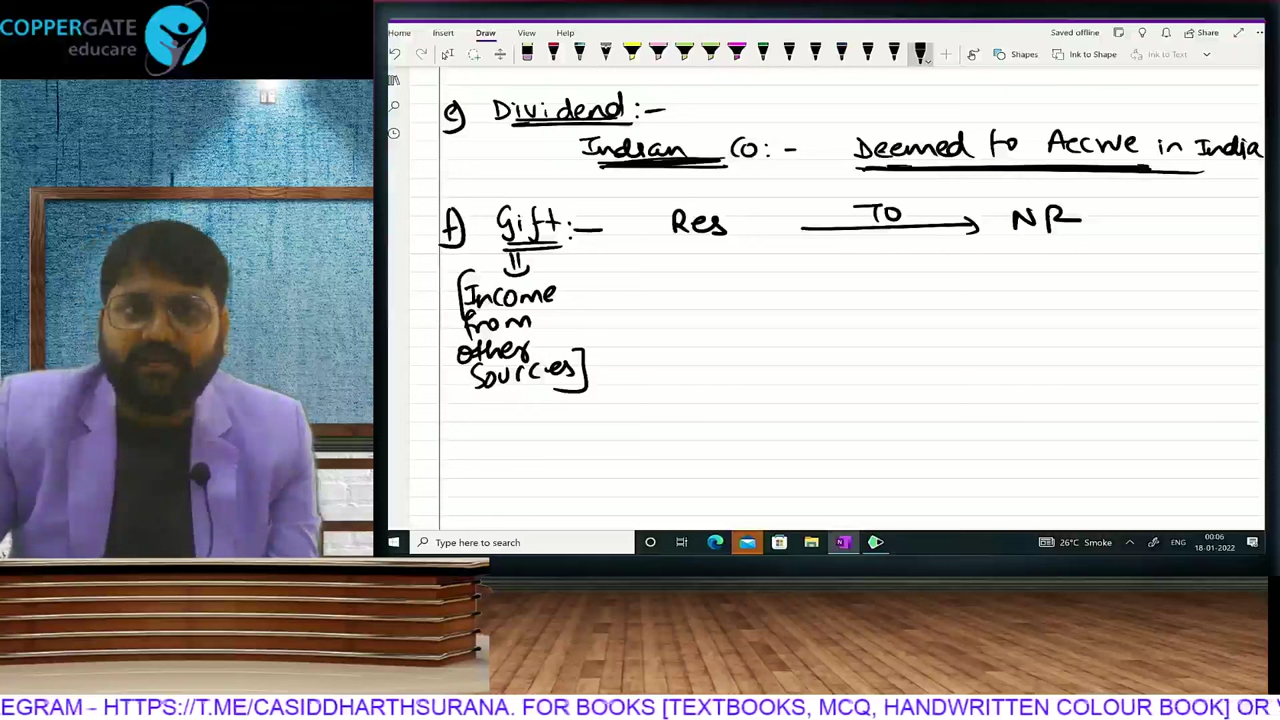 COPPERGATE
educare
Home Insert Draw View Help
Saved offline
Share
Shapes
Ink to Shape
Ink to Text
g) Dividend:-
Indian Co:- Deemed to Accrue in India
f) Gift:- Res TO NR
[Income
from
other
sources]
Type here to search
26°C Smoke
ENG
00:06
18-01-2022
EGRAM - HTTPS://T.ME/CASIDDHARTHSURANA. FOR BOOKS [TEXTBOOKS, MCQ, HANDWRITTEN COLOUR BOOK] OR